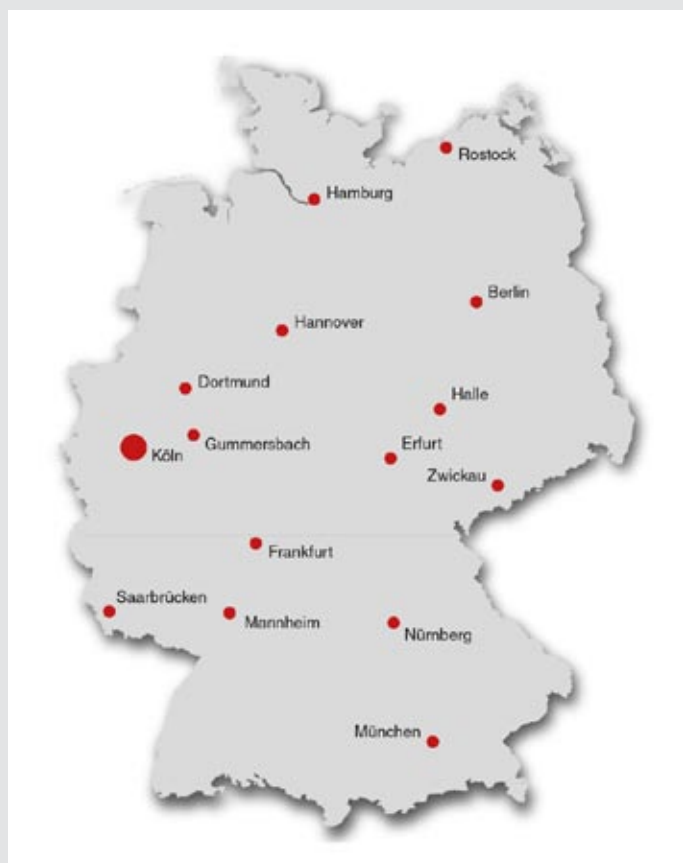 Rostock
Hamburg
Berlin
Hannover
Dortmund
Halle
Gummersbach
Erfurt
Köln
Zwickau
Frankfurt
Saarbrücken
Mannheim
Nürnberg
München